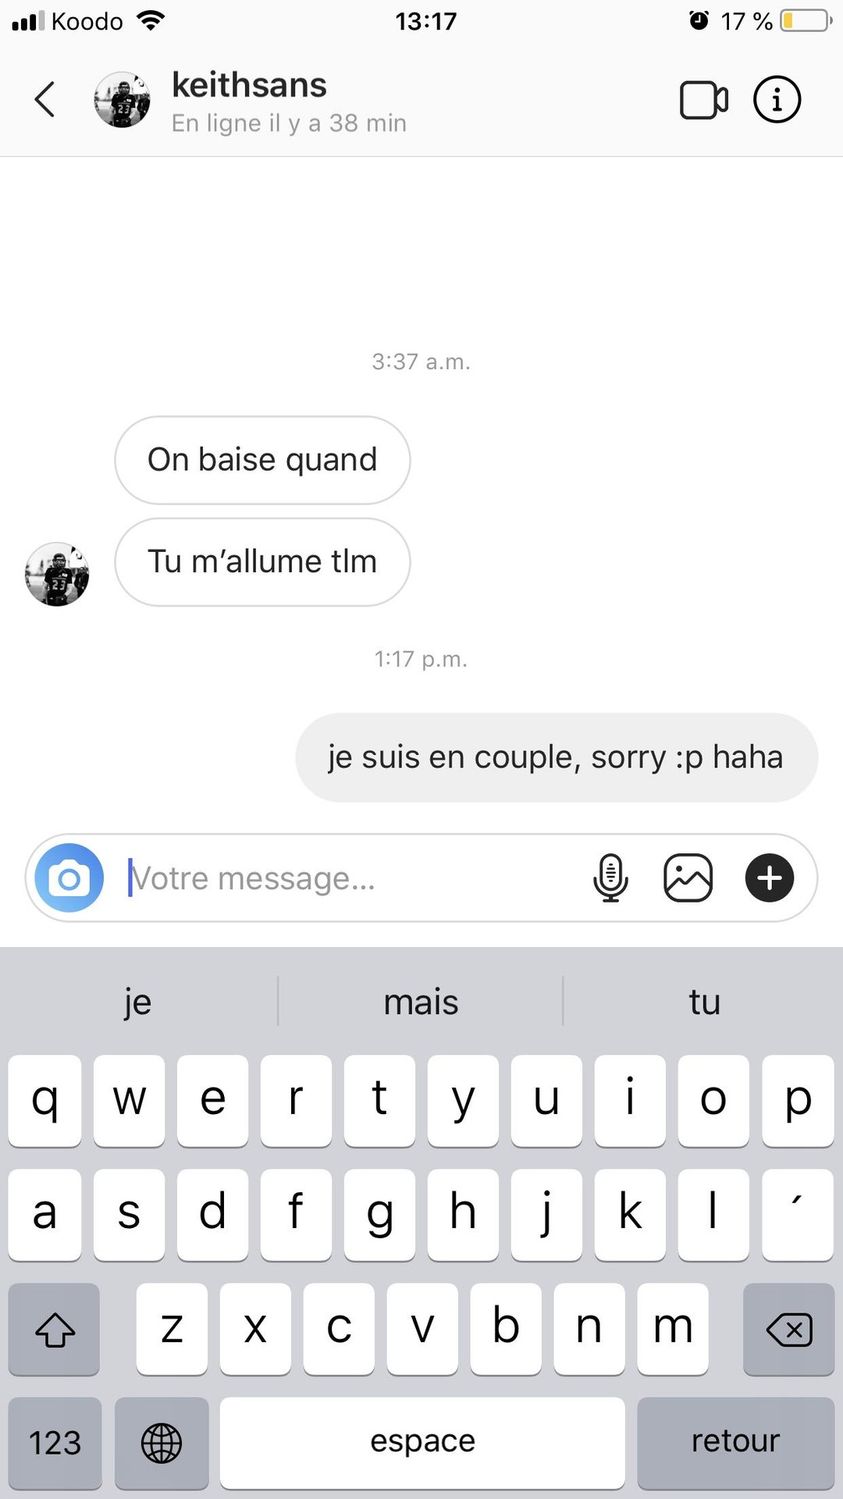 Koodo 13:17 17 %
keithsans
En ligne il y a 38 min
3:37 a.m.
On baise quand
Tu m’allume tlm
1:17 p.m.
je suis en couple, sorry :p haha
Votre message...
je mais tu
q w e r t y u i o p
a s d f g h j k l ´
z x c v b n m
123 espace retour